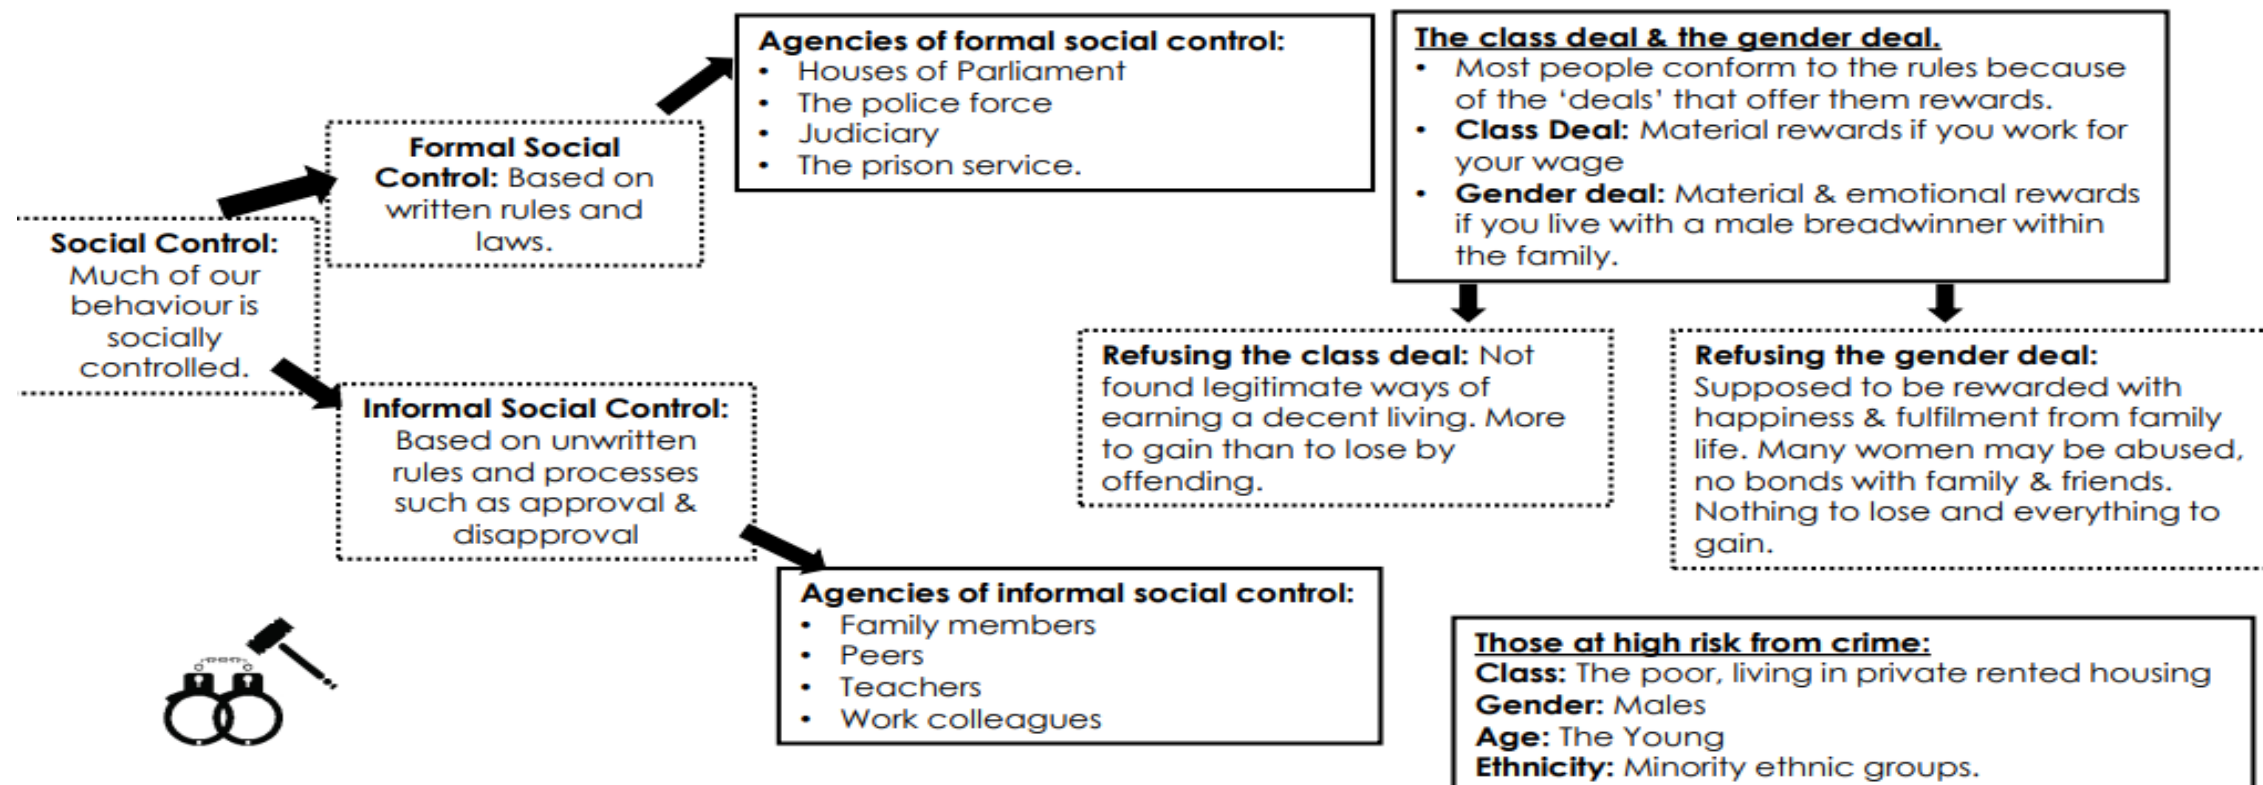 Social Control:
Much of our
behaviour is
socially
controlled.
Formal Social
Control: Based on
written rules and
laws.
Agencies of formal social control:
• Houses of Parliament
• The police force
• Judiciary
• The prison service.
Informal Social Control:
Based on unwritten
rules and processes
such as approval &
disapproval
Agencies of informal social control:
• Family members
• Peers
• Teachers
• Work colleagues
The class deal & the gender deal.
• Most people conform to the rules because
of the ‘deals’ that offer them rewards.
• Class Deal: Material rewards if you work for
your wage
• Gender deal: Material & emotional rewards
if you live with a male breadwinner within
the family.
Refusing the class deal: Not
found legitimate ways of
earning a decent living. More
to gain than to lose by
offending.
Refusing the gender deal:
Supposed to be rewarded with
happiness & fulfilment from family
life. Many women may be abused,
no bonds with family & friends.
Nothing to lose and everything to
gain.
Those at high risk from crime:
Class: The poor, living in private rented housing
Gender: Males
Age: The Young
Ethnicity: Minority ethnic groups.